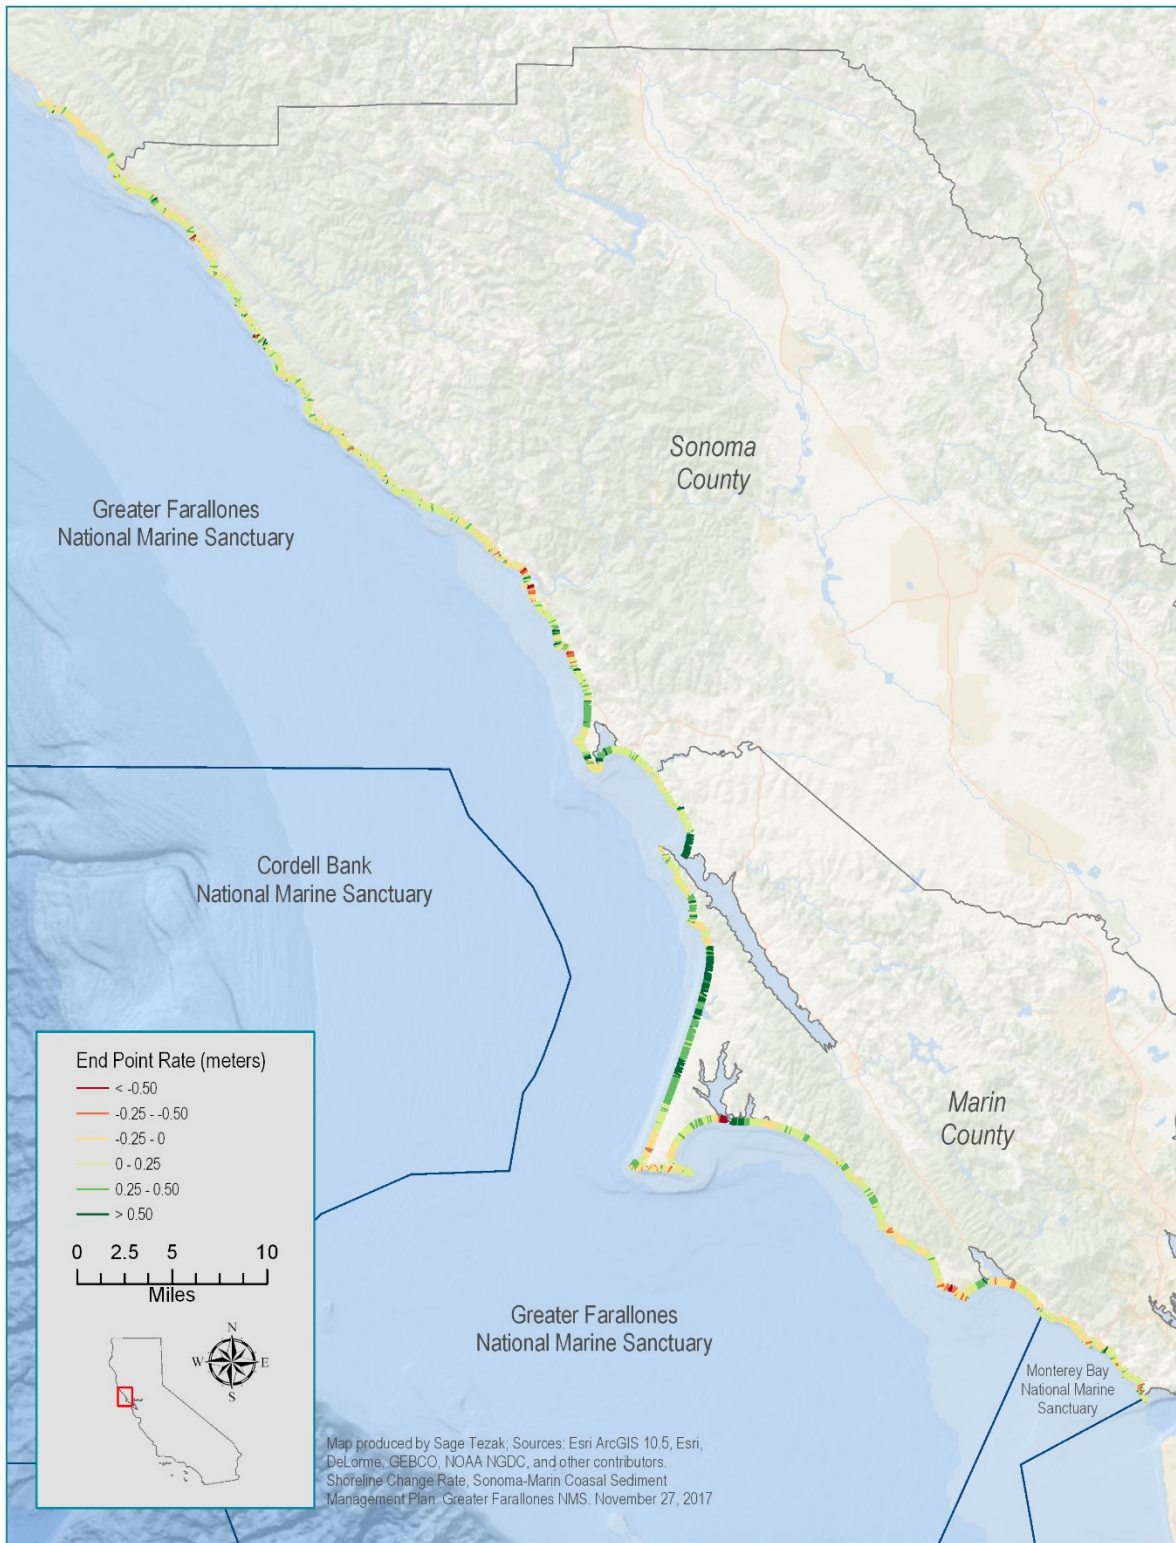 Sonoma
County
Greater Farallones
National Marine Sanctuary
Cordell Bank
National Marine Sanctuary
Marin
County
Greater Farallones
National Marine Sanctuary
Monterey Bay
National Marine
Sanctuary
End Point Rate (meters)
< -0.50
-0.25 - -0.50
-0.25 - 0
0 - 0.25
0.25 - 0.50
> 0.50
0 2.5 5 10
Miles
N
W E
S
Map produced by Sage Tezak; Sources: Esri ArcGIS 10.5, Esri,
DeLorme, GEBCO, NOAA NGDC, and other contributors.
Shoreline Change Rate, Sonoma-Marin Coasal Sediment
Management Plan. Greater Farallones NMS. November 27, 2017